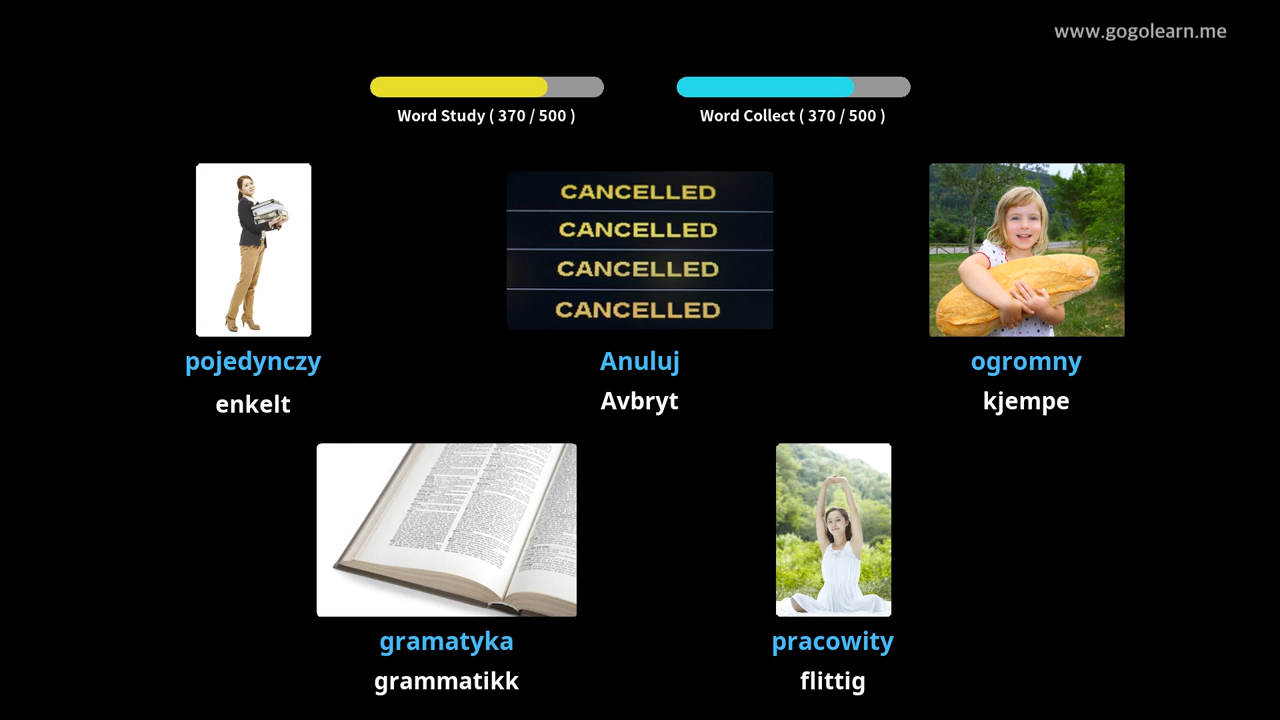 www.gogolearn.me
Word Study ( 370 / 500 )
Word Collect ( 370 / 500 )
CANCELLED
CANCELLED
CANCELLED
CANCELLED
pojedynczy
Anuluj
ogromny
enkelt
Avbryt
kjempe
gramatyka
pracowity
grammatikk
flittig